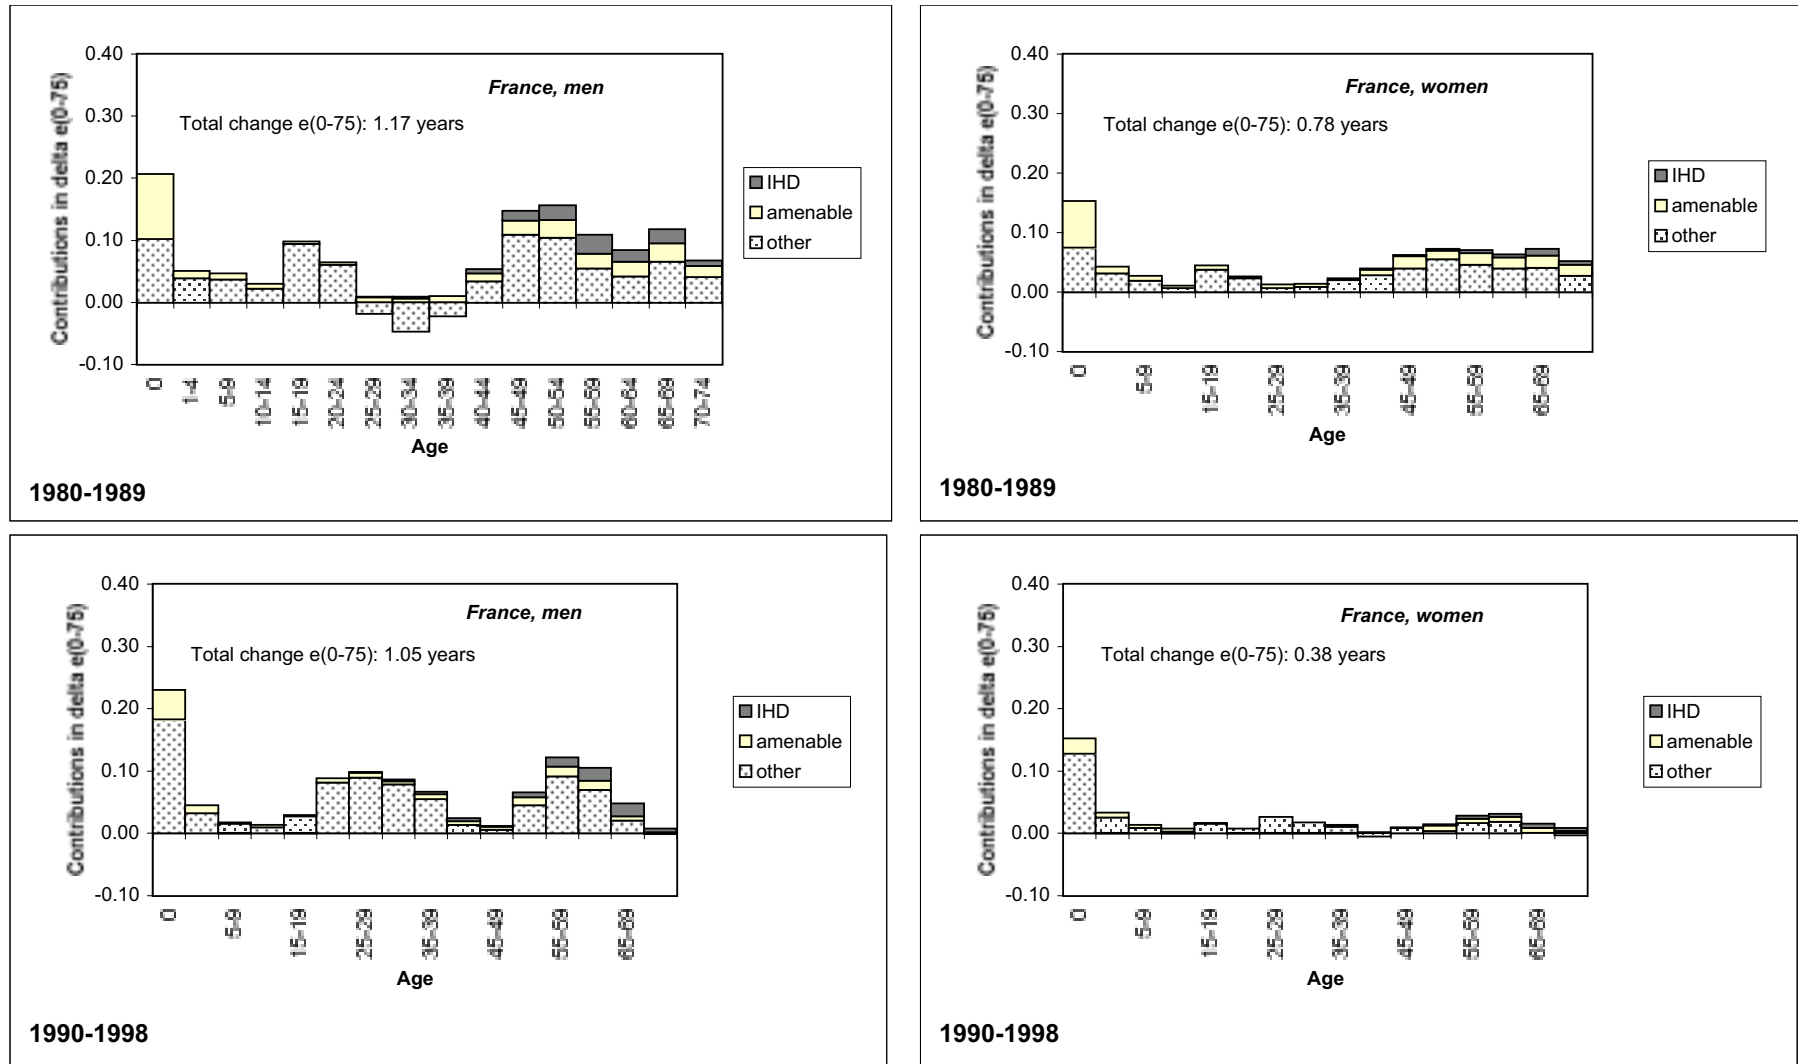 0.40
0.30
0.20
0.10
0.00
-0.10
Contributions in delta e(0-75)
France, men
Total change e(0-75): 1.17 years
IHD
amenable
other
0
1-4
5-9
10-14
15-19
20-24
25-29
30-34
35-39
40-44
45-49
50-54
55-59
60-64
65-69
70-74
Age
1980-1989
0.40
0.30
0.20
0.10
0.00
-0.10
Contributions in delta e(0-75)
France, women
Total change e(0-75): 0.78 years
IHD
amenable
other
0
5-9
15-19
25-29
35-39
45-49
55-59
65-69
Age
1980-1989
0.40
0.30
0.20
0.10
0.00
-0.10
Contributions in delta e(0-75)
France, men
Total change e(0-75): 1.05 years
IHD
amenable
other
0
5-9
15-19
25-29
35-39
45-49
55-59
65-69
Age
1990-1998
0.40
0.30
0.20
0.10
0.00
-0.10
Contributions in delta e(0-75)
France, women
Total change e(0-75): 0.38 years
IHD
amenable
other
0
5-9
15-19
25-29
35-39
45-49
55-59
65-69
Age
1990-1998